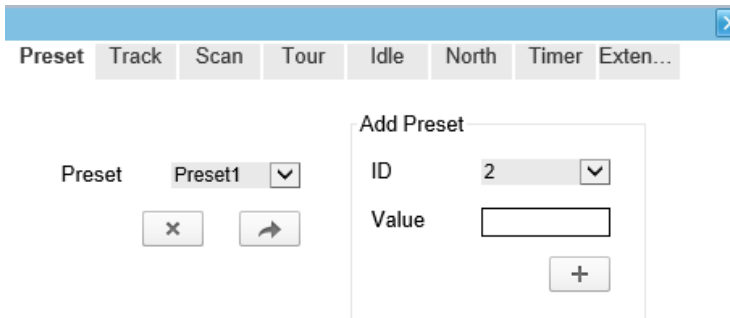 Preset Track Scan Tour Idle North Timer Exten...
Add Preset
Preset Preset1
ID 2
Value